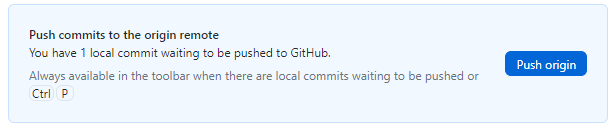 Push commits to the origin remote
You have 1 local commit waiting to be pushed to GitHub.
Push origin
Always available in the toolbar when there are local commits waiting to be pushed or
Ctrl P